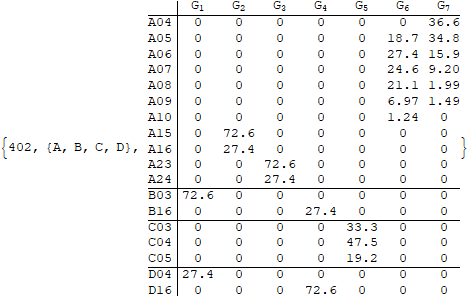 G₁ G₂ G₃ G₄ G₅ G₆ G₇
A04 0 0 0 0 0 0 36.6
A05 0 0 0 0 0 18.7 34.8
A06 0 0 0 0 0 27.4 15.9
A07 0 0 0 0 0 24.6 9.20
A08 0 0 0 0 0 21.1 1.99
A09 0 0 0 0 0 6.97 1.49
A10 0 0 0 0 0 1.24 0
{402, {A, B, C, D}, A15 0 72.6 0 0 0 0 0 }
A16 0 27.4 0 0 0 0 0
A23 0 0 72.6 0 0 0 0
A24 0 0 27.4 0 0 0 0
B03 72.6 0 0 0 0 0 0
B16 0 0 0 27.4 0 0 0
C03 0 0 0 0 33.3 0 0
C04 0 0 0 0 47.5 0 0
C05 0 0 0 0 19.2 0 0
D04 27.4 0 0 0 0 0 0
D16 0 0 0 72.6 0 0 0